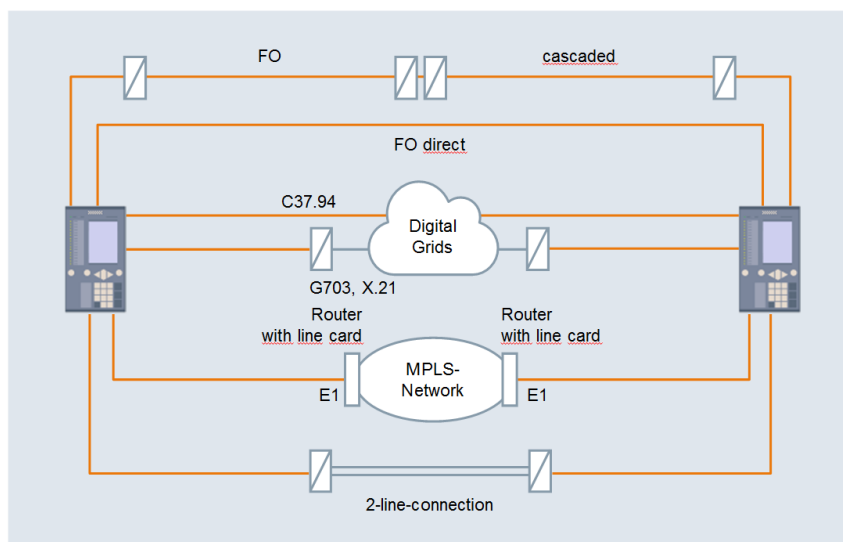 FO
cascaded
FO direct
C37.94
Digital
Grids
G703, X.21
Router
with line card
Router
with line card
MPLS-
Network
E1
E1
2-line-connection